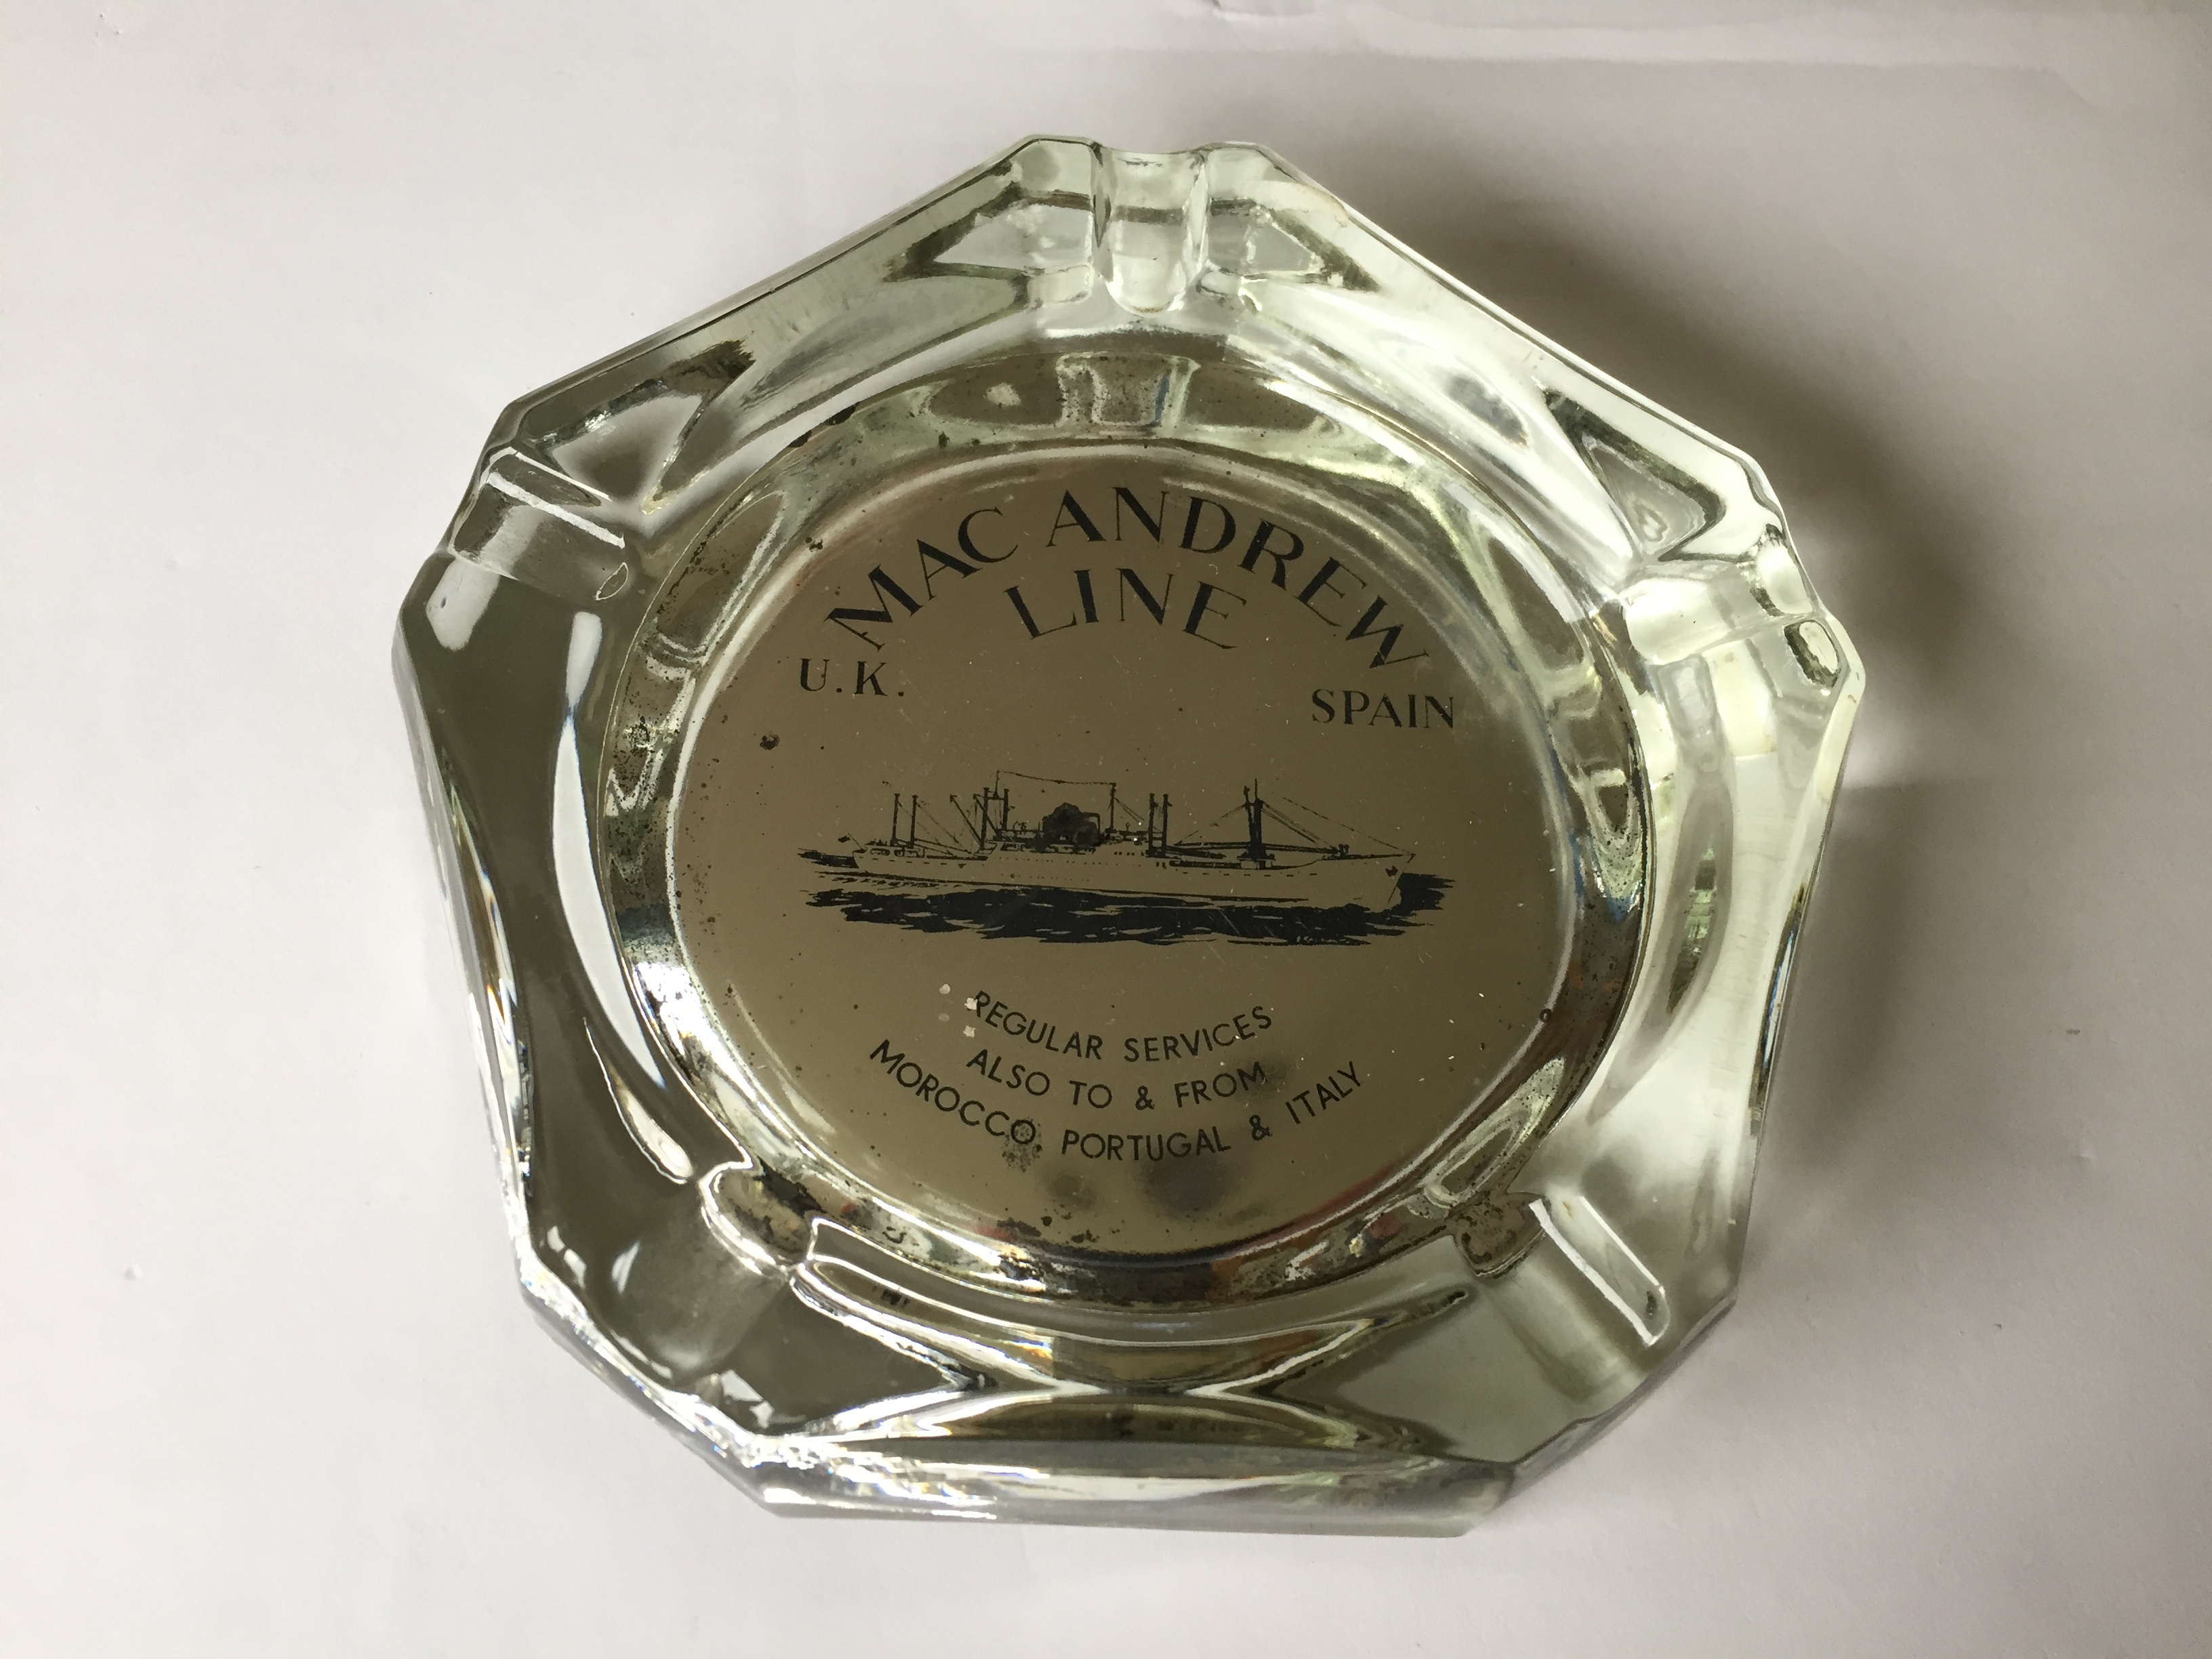 MAC ANDREW
LINE
U.K.
SPAIN
REGULAR SERVICES
ALSO TO & FROM
MOROCCO, PORTUGAL & ITALY